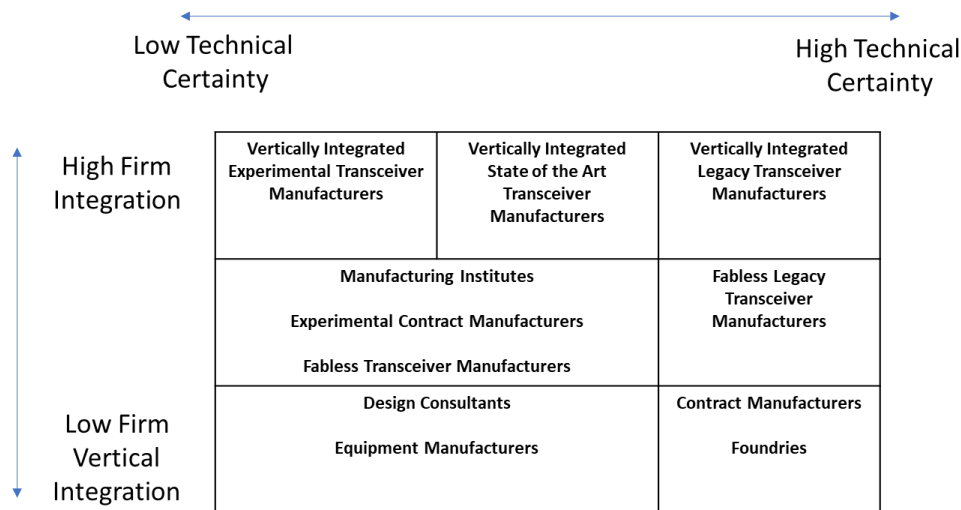 Low Technical
Certainty
High Technical
Certainty
High Firm
Integration
Vertically Integrated
Experimental Transceiver
Manufacturers
Vertically Integrated
State of the Art
Transceiver
Manufacturers
Vertically Integrated
Legacy Transceiver
Manufacturers
Manufacturing Institutes
Experimental Contract Manufacturers
Fabless Transceiver Manufacturers
Fabless Legacy
Transceiver
Manufacturers
Low Firm
Vertical
Integration
Design Consultants
Equipment Manufacturers
Contract Manufacturers
Foundries